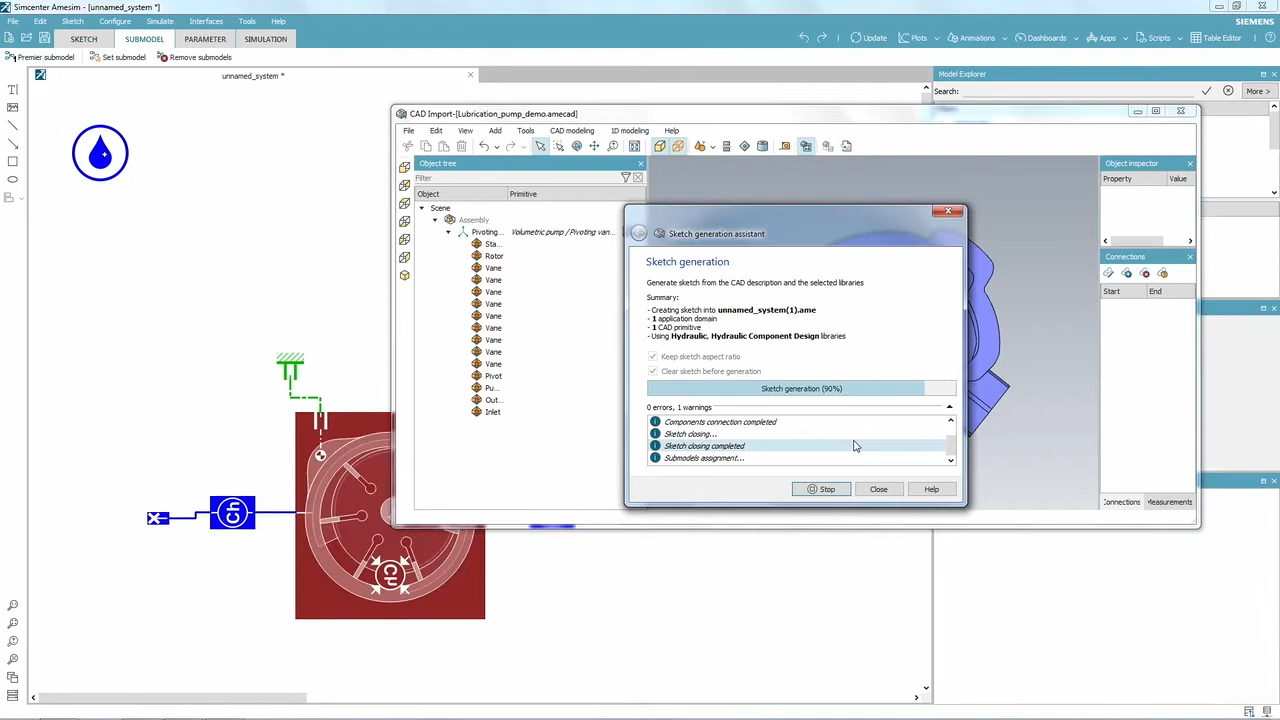 Simcenter Amesim - [unnamed_system *]
File Edit Sketch Configure Simulate Interfaces Tools Help
SIEMENS
SKETCH SUBMODEL PARAMETER SIMULATION
Update Plots Animations Dashboards Apps Scripts Table Editor
Premier submodel Set submodel Remove submodels
unnamed_system *
Model Explorer
Search: More >
CAD Import-[Lubrication_pump_demo.amecad]
File Edit View Add Tools CAD modeling 1D modeling Help
Object tree
Filter
Object Primitive
Scene
Assembly
Pivoting... Volumetric pump / Pivoting van...
Sta...
Rotor
Vane
Vane
Vane
Vane
Vane
Vane
Vane
Vane
Vane
Pivot
Pu...
Out...
Inlet
Sketch generation assistant
Sketch generation
Generate sketch from the CAD description and the selected libraries
Summary:
- Creating sketch into unnamed_system(1).ame
- 1 application domain
- 1 CAD primitive
- Using Hydraulic, Hydraulic Component Design libraries
Keep sketch aspect ratio
Clear sketch before generation
Sketch generation (90%)
0 errors, 1 warnings
Components connection completed
Sketch closing...
Sketch closing completed
Submodels assignment...
Stop Close Help
Object inspector
Property Value
Connections
Start End
Connections Measurements
Ch
Ch